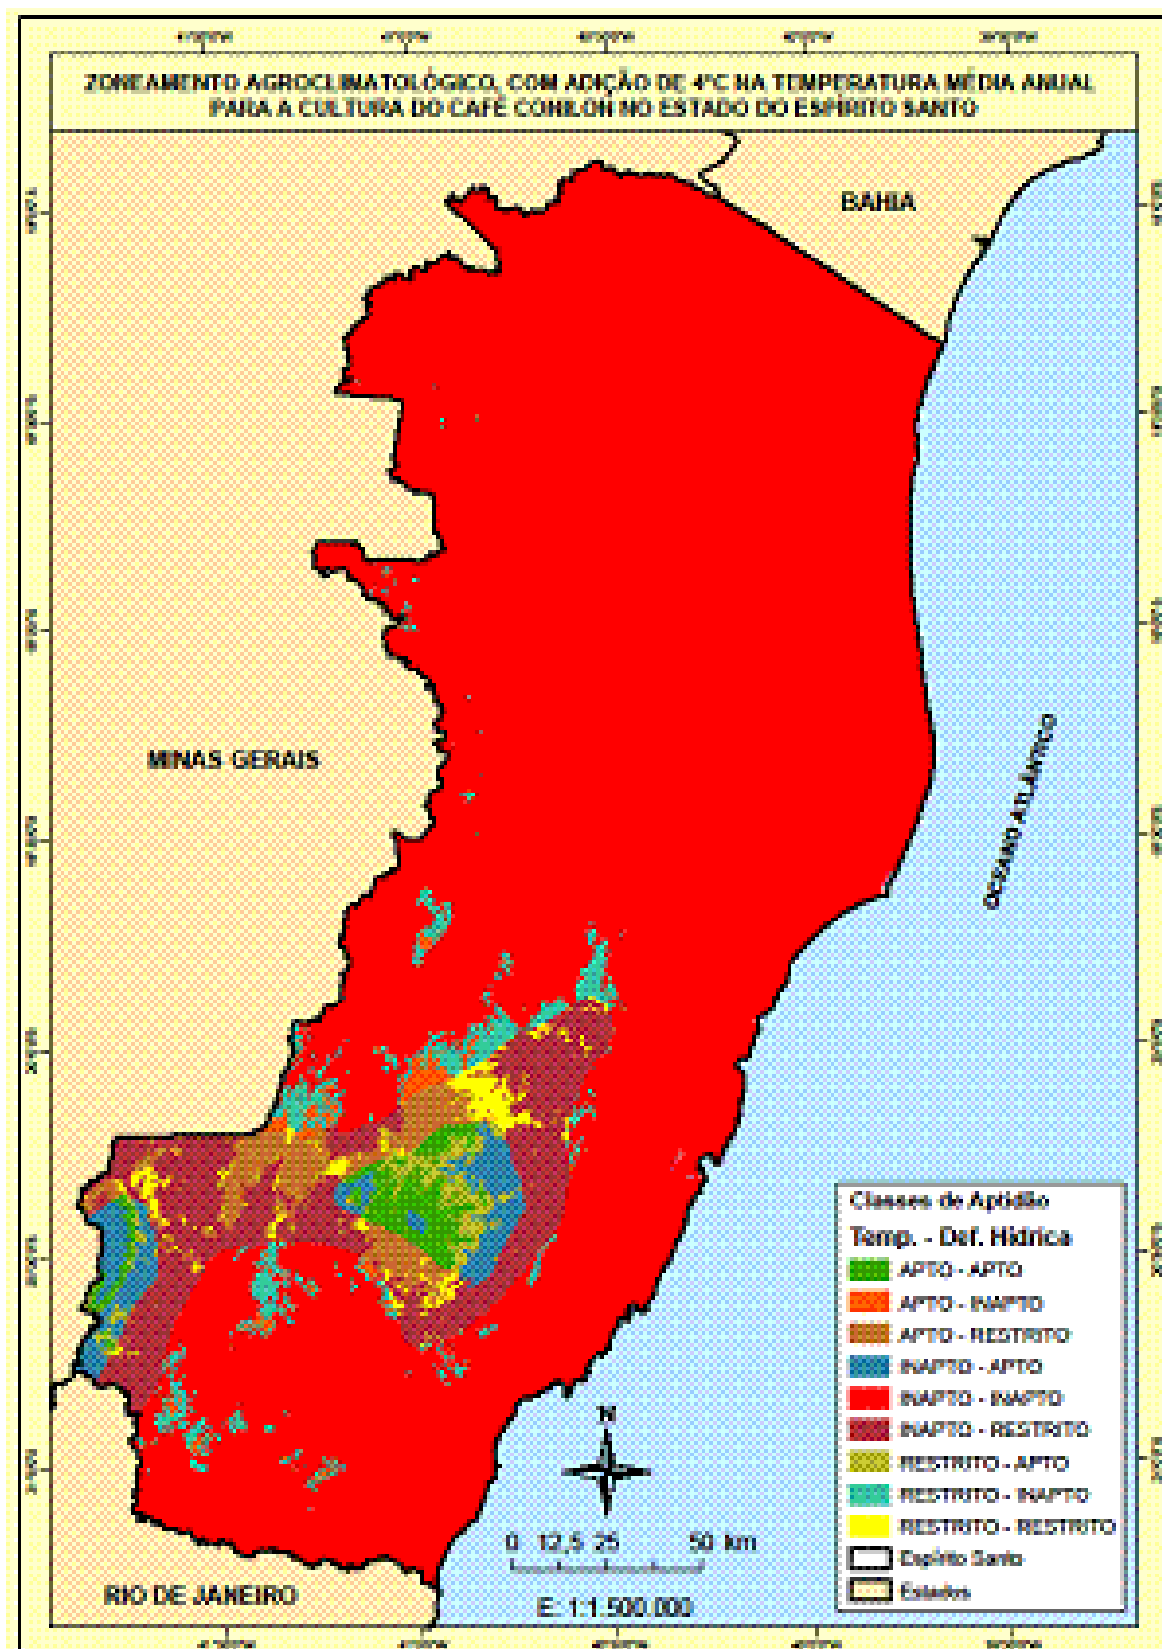 ZONEAMENTO AGROCLIMATOLÓGICO, COM ADIÇÃO DE 4ºC NA TEMPERATURA MÉDIA ANUAL
PARA A CULTURA DO CAFÉ CONILON NO ESTADO DO ESPÍRITO SANTO
BAHIA
MINAS GERAIS
OCEANO ATLÂNTICO
Classes de Aptidão
Temp. - Def. Hídrica
APTO - APTO
APTO - INAPTO
APTO - RESTRITO
INAPTO - APTO
INAPTO - INAPTO
INAPTO - RESTRITO
RESTRITO - APTO
RESTRITO - INAPTO
RESTRITO - RESTRITO
Espírito Santo
Estados
N
0 12,5 25 50 km
E: 1:1.500.000
RIO DE JANEIRO